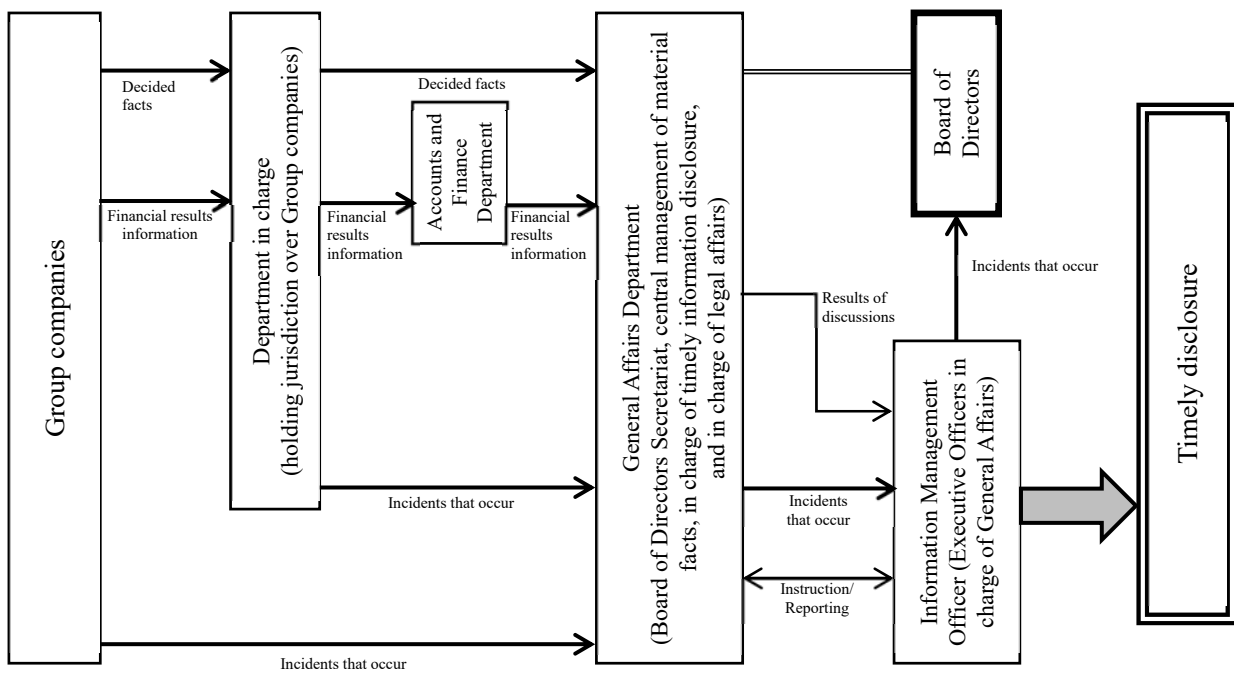 Group companies
Decided
facts
Financial results
information
Department in charge
(holding jurisdiction over Group companies)
Decided facts
Financial
results
information
Accounts and
Finance
Department
Financial
results
information
Incidents that occur
Incidents that occur
General Affairs Department
(Board of Directors Secretariat, central management of material
facts, in charge of timely information disclosure,
and in charge of legal affairs)
Results of
discussions
Incidents
that occur
Instruction/
Reporting
Board of
Directors
Incidents that occur
Information Management
Officer (Executive Officers in
charge of General Affairs)
Timely disclosure